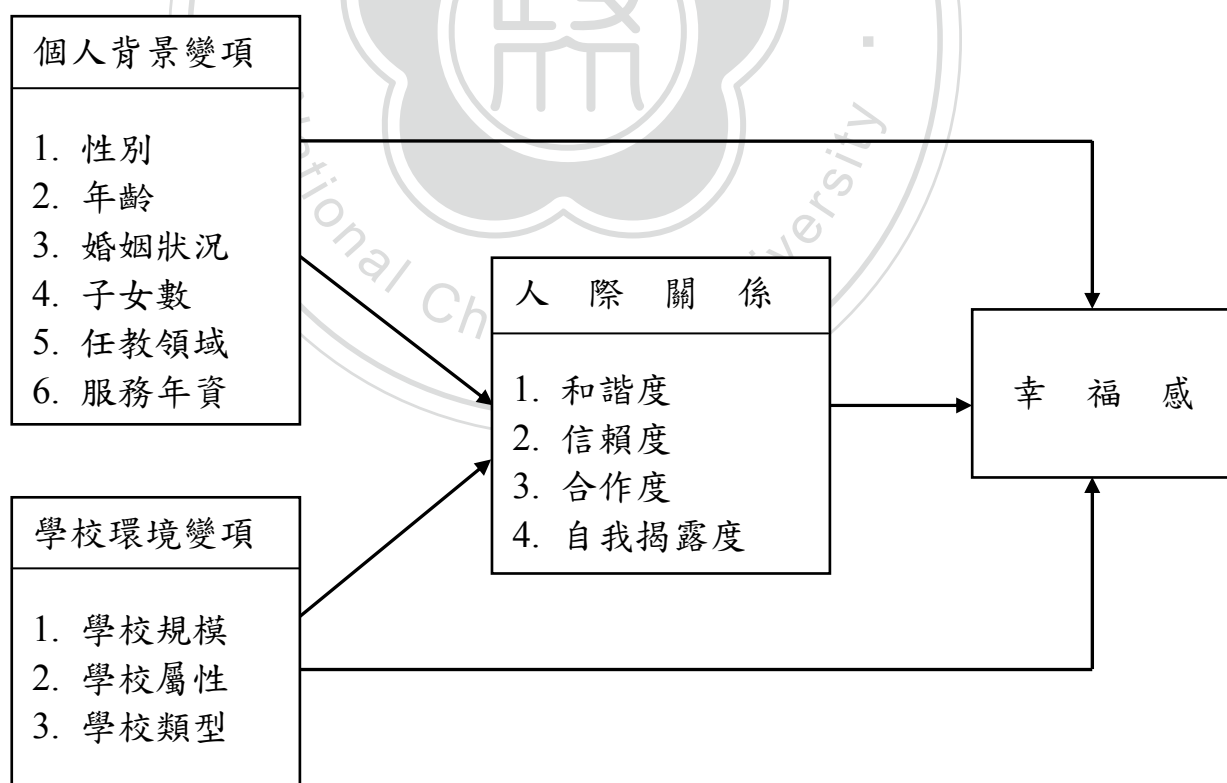 個人背景變項
1. 性別
2. 年齡
3. 婚姻狀況
4. 子女數
5. 任教領域
6. 服務年資
人際關係
1. 和諧度
2. 信賴度
3. 合作度
4. 自我揭露度
幸福感
學校環境變項
1. 學校規模
2. 學校屬性
3. 學校類型